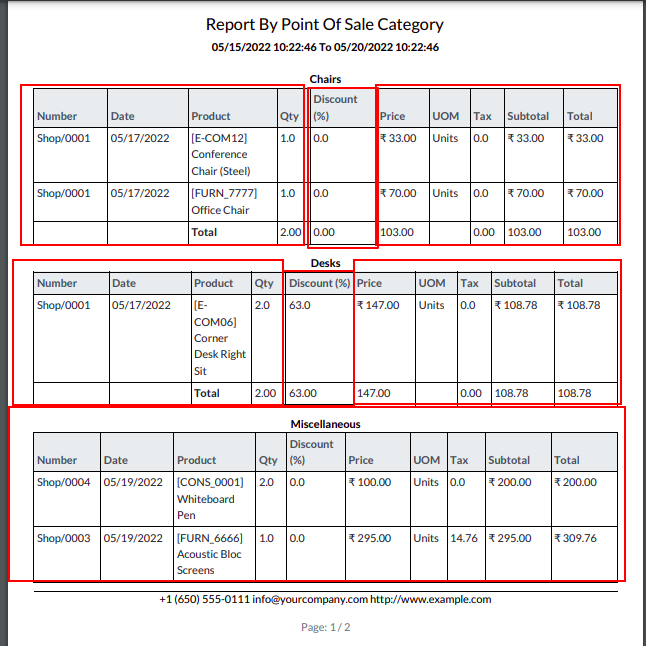 Report By Point Of Sale Category
05/15/2022 10:22:46 To 05/20/2022 10:22:46
Chairs
Number Date Product Qty Discount (%) Price UOM Tax Subtotal Total
Shop/0001 05/17/2022 [E-COM12] 1.0 0.0 ₹ 33.00 Units 0.0 ₹ 33.00 ₹ 33.00
Conference
Chair (Steel)
Shop/0001 05/17/2022 [FURN_7777] 1.0 0.0 ₹ 70.00 Units 0.0 ₹ 70.00 ₹ 70.00
Office Chair
Total 2.00 0.00 103.00 0.00 103.00 103.00
Desks
Number Date Product Qty Discount (%) Price UOM Tax Subtotal Total
Shop/0001 05/17/2022 [E- 2.0 63.0 ₹ 147.00 Units 0.0 ₹ 108.78 ₹ 108.78
COM06]
Corner
Desk Right
Sit
Total 2.00 63.00 147.00 0.00 108.78 108.78
Miscellaneous
Number Date Product Qty Discount (%) Price UOM Tax Subtotal Total
Shop/0004 05/19/2022 [CONS_0001] 2.0 0.0 ₹ 100.00 Units 0.0 ₹ 200.00 ₹ 200.00
Whiteboard
Pen
Shop/0003 05/19/2022 [FURN_6666] 1.0 0.0 ₹ 295.00 Units 14.76 ₹ 295.00 ₹ 309.76
Acoustic Bloc
Screens
+1 (650) 555-0111 info@yourcompany.com http://www.example.com
Page: 1 / 2